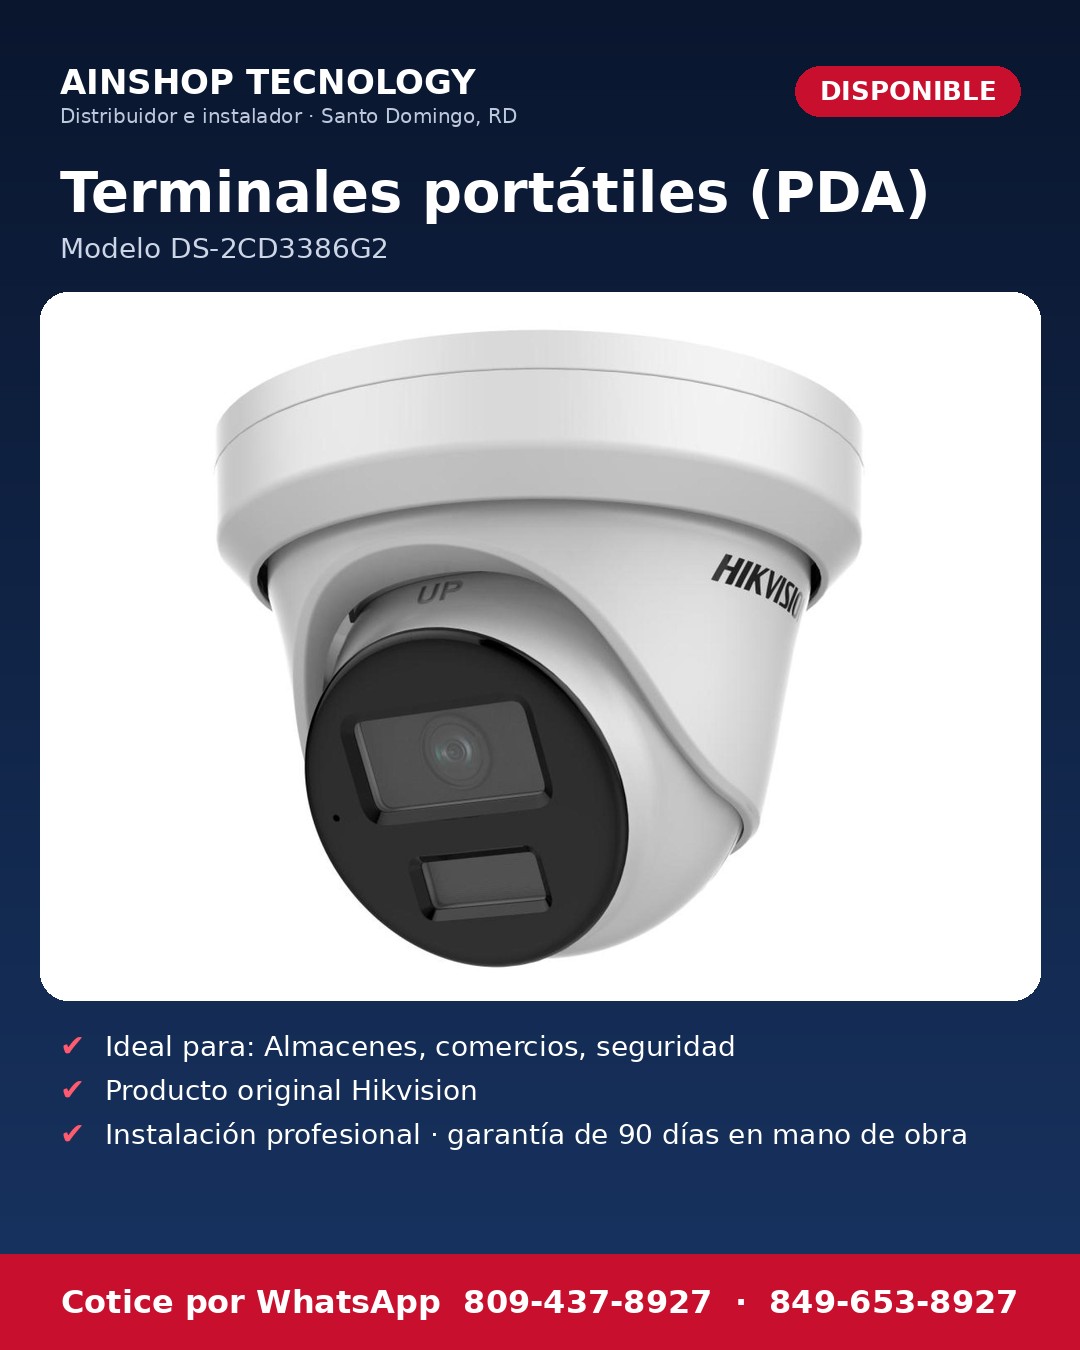 AINSHOP TECNOLOGY
Distribuidor e instalador · Santo Domingo, RD
DISPONIBLE
Terminales portátiles (PDA)
Modelo DS-2CD3386G2
HIKVISIO
UP
✔ Ideal para: Almacenes, comercios, seguridad
✔ Producto original Hikvision
✔ Instalación profesional · garantía de 90 días en mano de obra
Cotice por WhatsApp 809-437-8927 · 849-653-8927